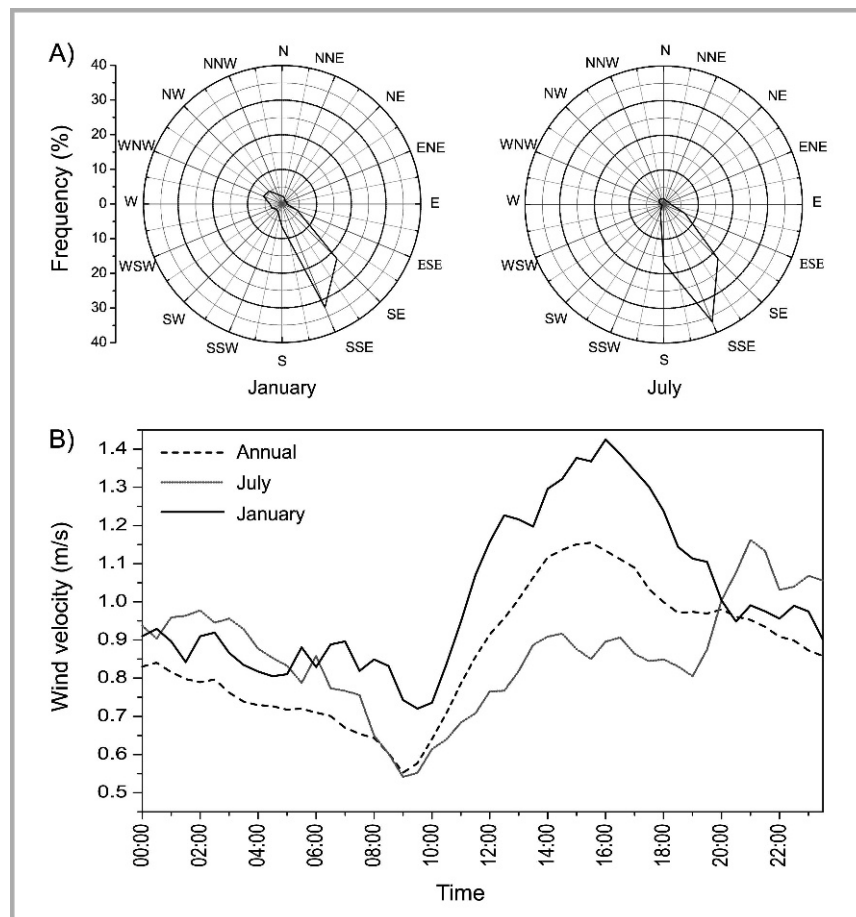 A)
Frequency (%)
40
30
20
10
0
10
20
30
40
N
NNE
NE
ENE
E
ESE
SE
SSE
S
SSW
SW
WSW
W
WNW
NW
NNW
January
N
NNE
NE
ENE
E
ESE
SE
SSE
S
SSW
SW
WSW
W
WNW
NW
NNW
July
B)
Annual
July
January
Wind velocity (m/s)
1.4
1.3
1.2
1.1
1.0
0.9
0.8
0.7
0.6
0.5
00:00
02:00
04:00
06:00
08:00
10:00
12:00
14:00
16:00
18:00
20:00
22:00
Time